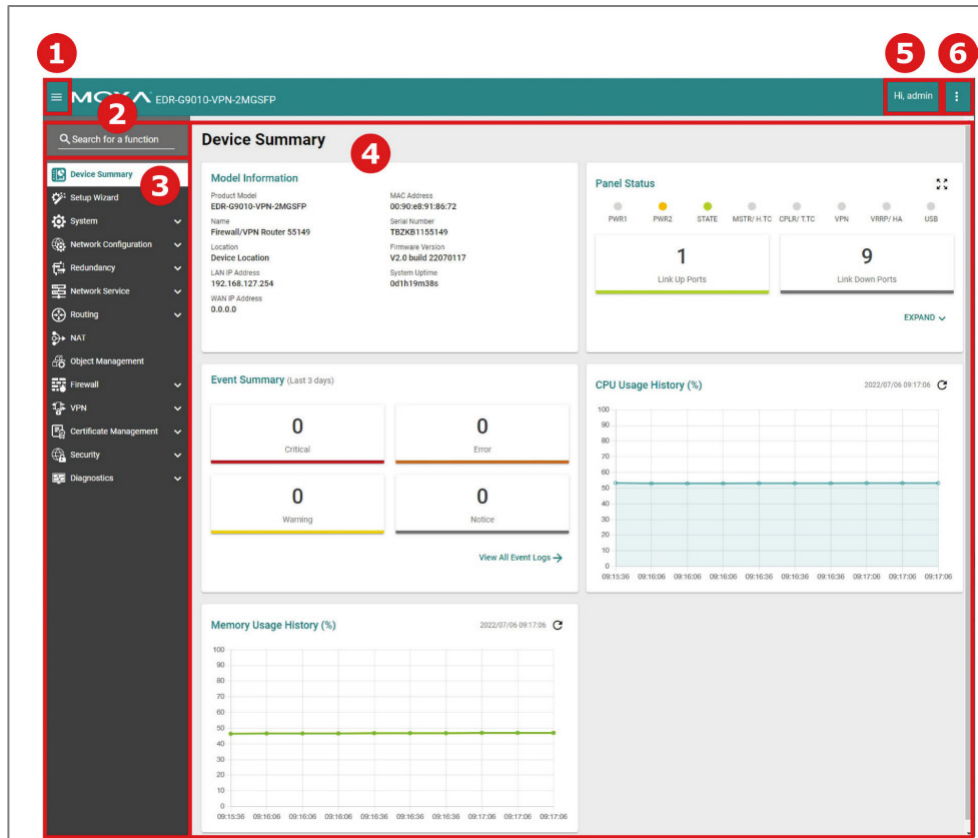 1
5
6
MOXA EDR-G9010-VPN-2MGSFP
Hi, admin
2
Search for a function
3
Device Summary
Setup Wizard
System
Network Configuration
Redundancy
Network Service
Routing
NAT
Object Management
Firewall
VPN
Certificate Management
Security
Diagnostics
Device Summary
4
Model Information
Product Model
EDR-G9010-VPN-2MGSFP
Name
Firewall/VPN Router 55149
Location
Device Location
LAN IP Address
192.168.127.254
WAN IP Address
0.0.0.0
MAC Address
00:90:e8:91:86:72
Serial Number
TBZKB1155149
Firmware Version
V2.0 build 22070117
System Uptime
0d1h19m38s
Panel Status
PWR1 PWR2 STATE MSTR/ H.TC CPLR/ T.TC VPN VRRP/ HA USB
1
Link Up Ports
9
Link Down Ports
EXPAND
Event Summary (Last 3 days)
0
Critical
0
Error
0
Warning
0
Notice
View All Event Logs
CPU Usage History (%)
2022/07/06 09:17:06
100
90
80
70
60
50
40
30
20
10
0
09:15:36 09:16:06 09:16:06 09:16:06 09:16:36 09:16:36 09:16:36 09:17:06 09:17:06 09:17:06
Memory Usage History (%)
2022/07/06 09:17:06
100
90
80
70
60
50
40
30
20
10
0
09:15:36 09:16:06 09:16:06 09:16:06 09:16:36 09:16:36 09:16:36 09:17:06 09:17:06 09:17:06